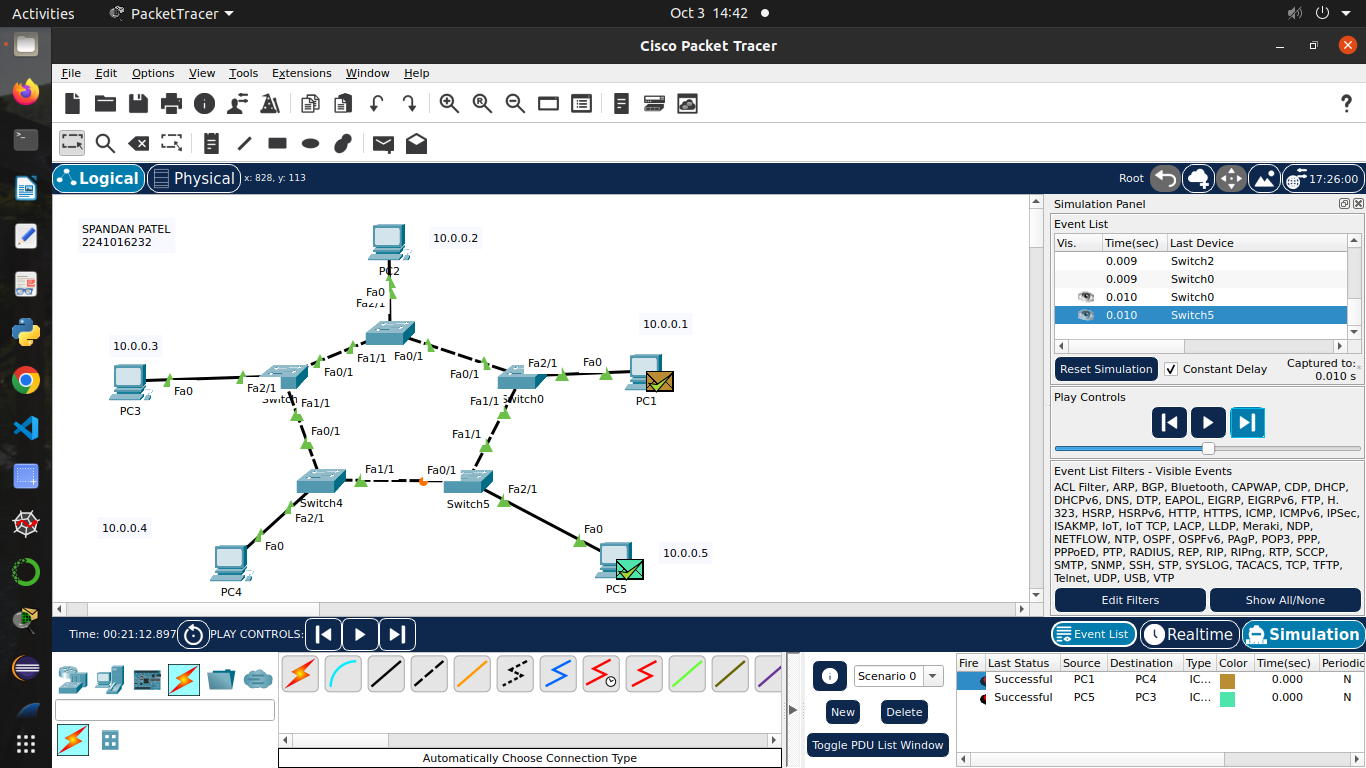 Activities PacketTracer Oct 3 14:42
Cisco Packet Tracer
File Edit Options View Tools Extensions Window Help
Logical Physical x: 828, y: 113 Root 17:26:00
SPANDAN PATEL
2241016232
10.0.0.2
PC2
Fa0
Fa2/1
10.0.0.1
10.0.0.3
Fa1/1 Fa0/1
Fa0/1
Fa0/1
Fa2/1 Fa0
PC3
Fa0
Fa2/1
Switch
Fa1/1
Fa1/1
Switch0
PC1
Fa0/1
Fa1/1
Fa1/1 Fa0/1
Switch4
Switch5
Fa2/1
Fa2/1
10.0.0.4
Fa0
Fa0
10.0.0.5
PC4
PC5
Simulation Panel
Event List
Vis. Time(sec) Last Device
0.009 Switch2
0.009 Switch0
0.010 Switch0
0.010 Switch5
Reset Simulation Constant Delay Captured to:
0.010 s
Play Controls
Event List Filters - Visible Events
ACL Filter, ARP, BGP, Bluetooth, CAPWAP, CDP, DHCP,
DHCPv6, DNS, DTP, EAPOL, EIGRP, EIGRPv6, FTP, H.
323, HSRP, HSRPv6, HTTP, HTTPS, ICMP, ICMPv6, IPSec,
ISAKMP, IoT, IoT TCP, LACP, LLDP, Meraki, NDP,
NETFLOW, NTP, OSPF, OSPFv6, PAgP, POP3, PPP,
PPPoED, PTP, RADIUS, REP, RIP, RIPng, RTP, SCCP,
SMTP, SNMP, SSH, STP, SYSLOG, TACACS, TCP, TFTP,
Telnet, UDP, USB, VTP
Edit Filters Show All/None
Time: 00:21:12.897 PLAY CONTROLS: Event List Realtime Simulation
Scenario 0
New Delete
Toggle PDU List Window
Automatically Choose Connection Type
Fire Last Status Source Destination Type Color Time(sec) Periodic
Successful PC1 PC4 IC... 0.000 N
Successful PC5 PC3 IC... 0.000 N